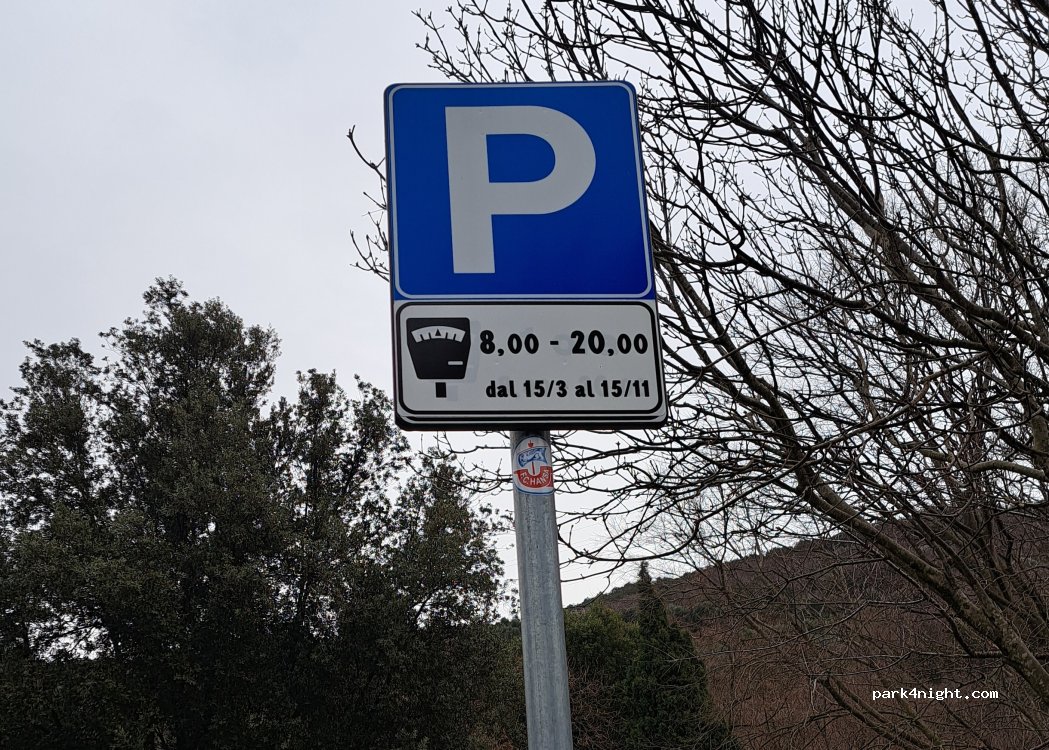 P
8,00 - 20,00
dal 15/3 al 15/11
park4night.com